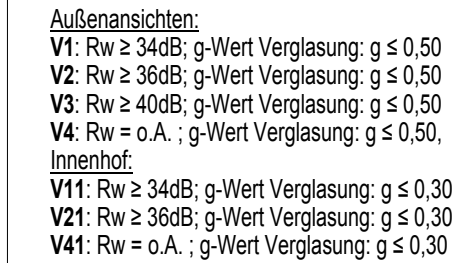 Außenansichten:
V1: Rw ≥ 34dB; g-Wert Verglasung: g ≤ 0,50
V2: Rw ≥ 36dB; g-Wert Verglasung: g ≤ 0,50
V3: Rw ≥ 40dB; g-Wert Verglasung: g ≤ 0,50
V4: Rw = o.A. ; g-Wert Verglasung: g ≤ 0,50,
Innenhof:
V11: Rw ≥ 34dB; g-Wert Verglasung: g ≤ 0,30
V21: Rw ≥ 36dB; g-Wert Verglasung: g ≤ 0,30
V41: Rw = o.A. ; g-Wert Verglasung: g ≤ 0,30